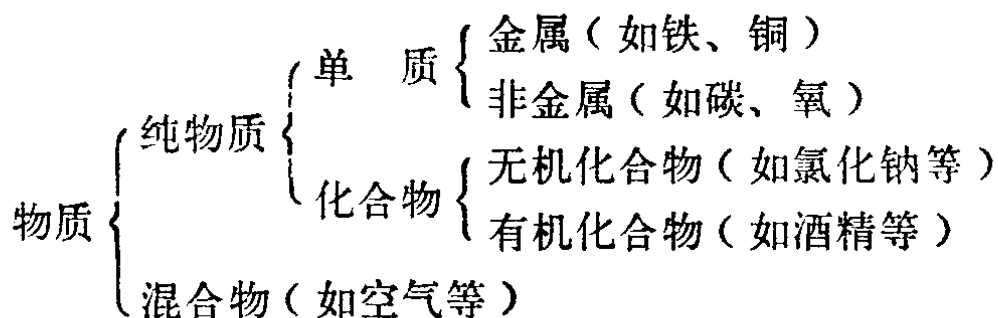 金属（如铁、铜）
单 质
非金属（如碳、氧）
纯物质
无机化合物（如氯化钠等）
化合物
物质
有机化合物（如酒精等）
混合物（如空气等）